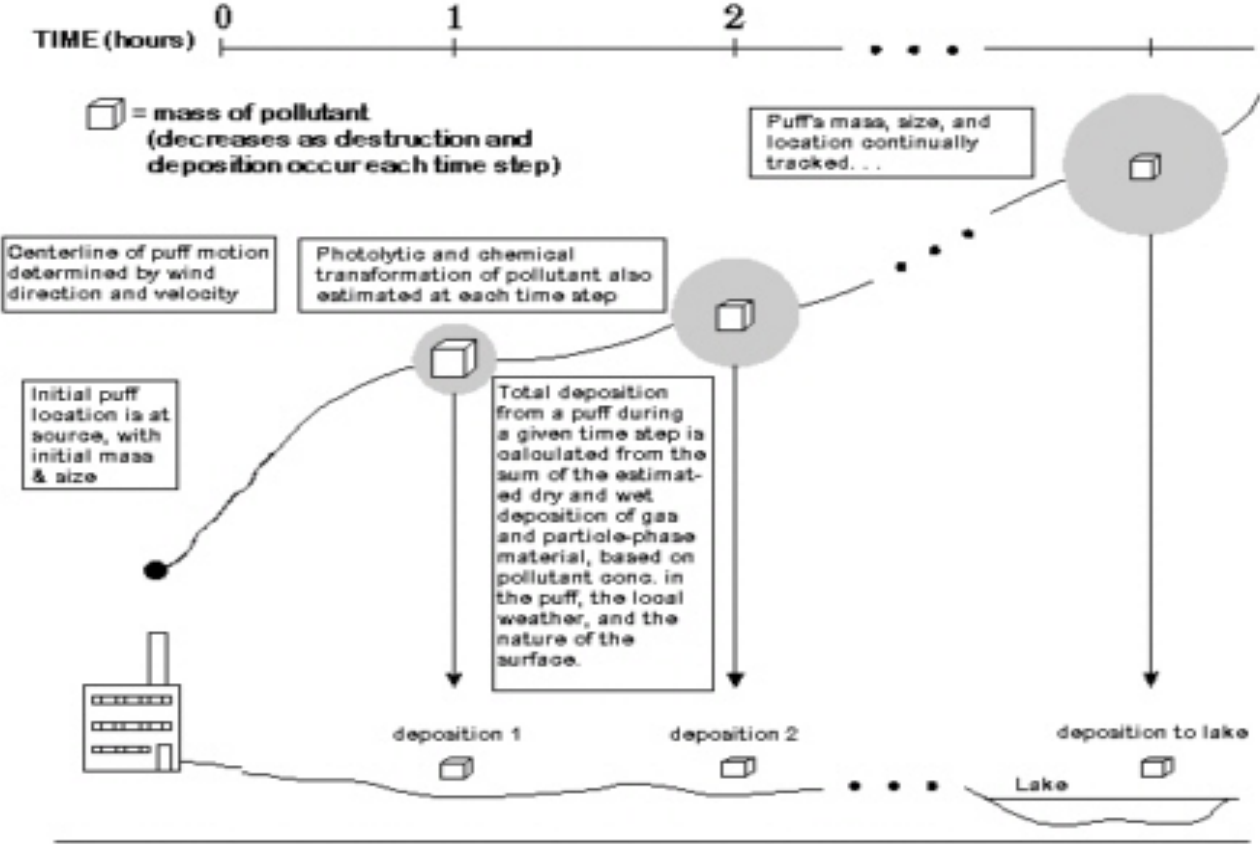 0 1 2
TIME (hours)
= mass of pollutant
(decreases as destruction and
deposition occur each time step)
Puff's mass, size, and
location continually
tracked. . .
Centerline of puff motion
determined by wind
direction and velocity
Photolytic and chemical
transformation of pollutant also
estimated at each time step
Initial puff
location is at
source, with
initial mass
& size
Total deposition
from a puff during
a given time step is
calculated from the
sum of the estimat-
ed dry and wet
deposition of gas
and particle-phase
material, based on
pollutant conc. in
the puff, the local
weather, and the
nature of the
surface.
deposition 1
deposition 2
deposition to lake
Lake